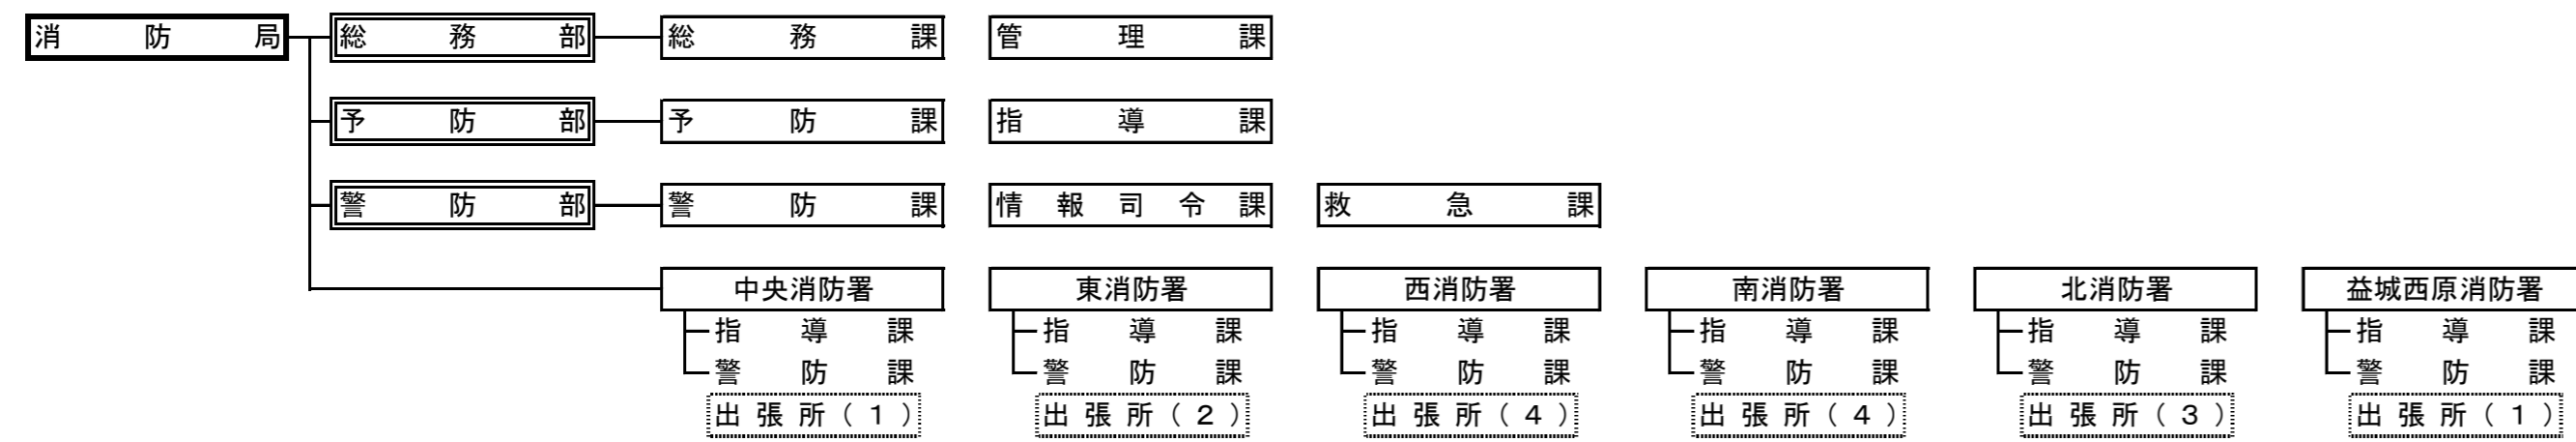 消防局 総務部 総務課 管理課
予防部 予防課 指導課
警防部 警防課 情報司令課 救急課
中央消防署 東消防署 西消防署 南消防署 北消防署 益城西原消防署
指導課 指導課 指導課 指導課 指導課 指導課
警防課 警防課 警防課 警防課 警防課 警防課
出張所(1) 出張所(2) 出張所(4) 出張所(4) 出張所(3) 出張所(1)